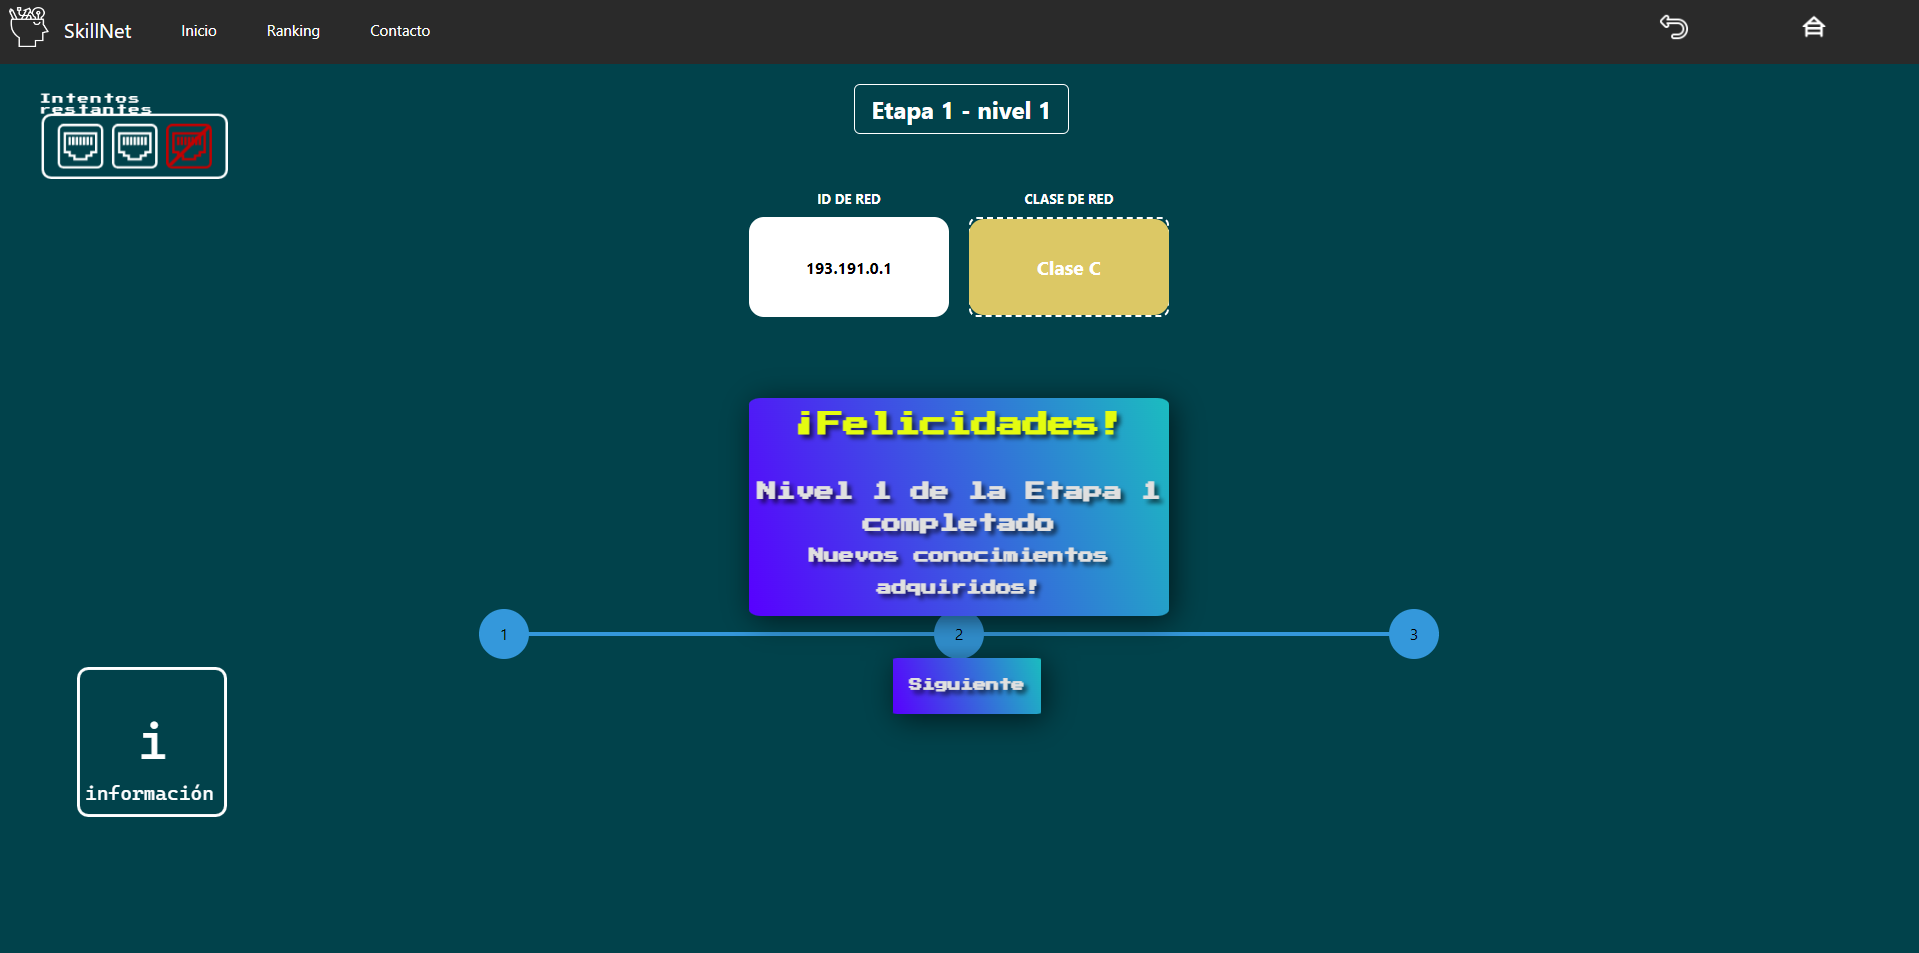 SkillNet Inicio Ranking Contacto
Intentos
restantes
Etapa 1 - nivel 1
ID DE RED CLASE DE RED
193.191.0.1 Clase C
¡Felicidades!
Nivel 1 de la Etapa 1
completado
Nuevos conocimientos
adquiridos!
1 2 3
Siguiente
i
información